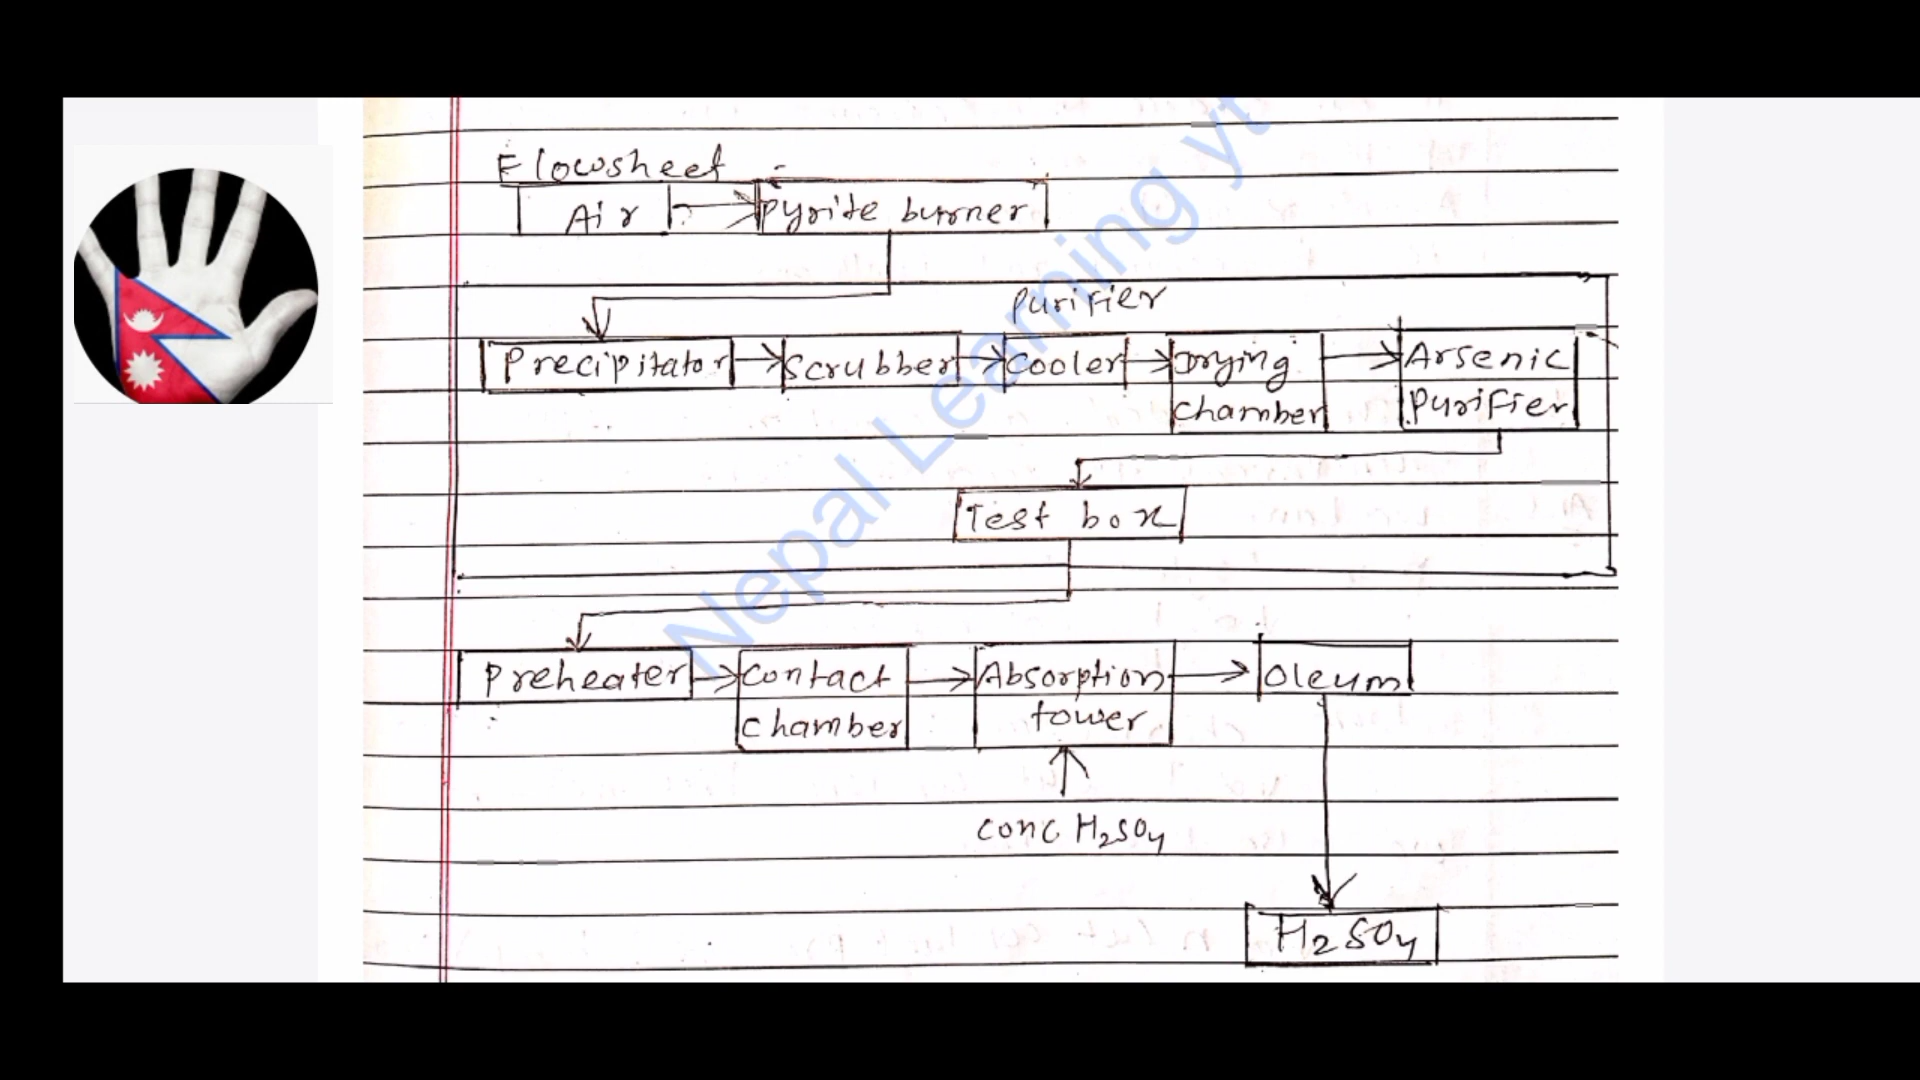 Flowsheet
Air
Pyrite burner
Purifier
Precipitator
Scrubber
Cooler
Drying
chamber
Arsenic
Purifier
Test box
Preheater
Contact
chamber
Absorption
tower
Oleum
Conc H₂SO₄
H₂SO₄
Nepal Learning yt